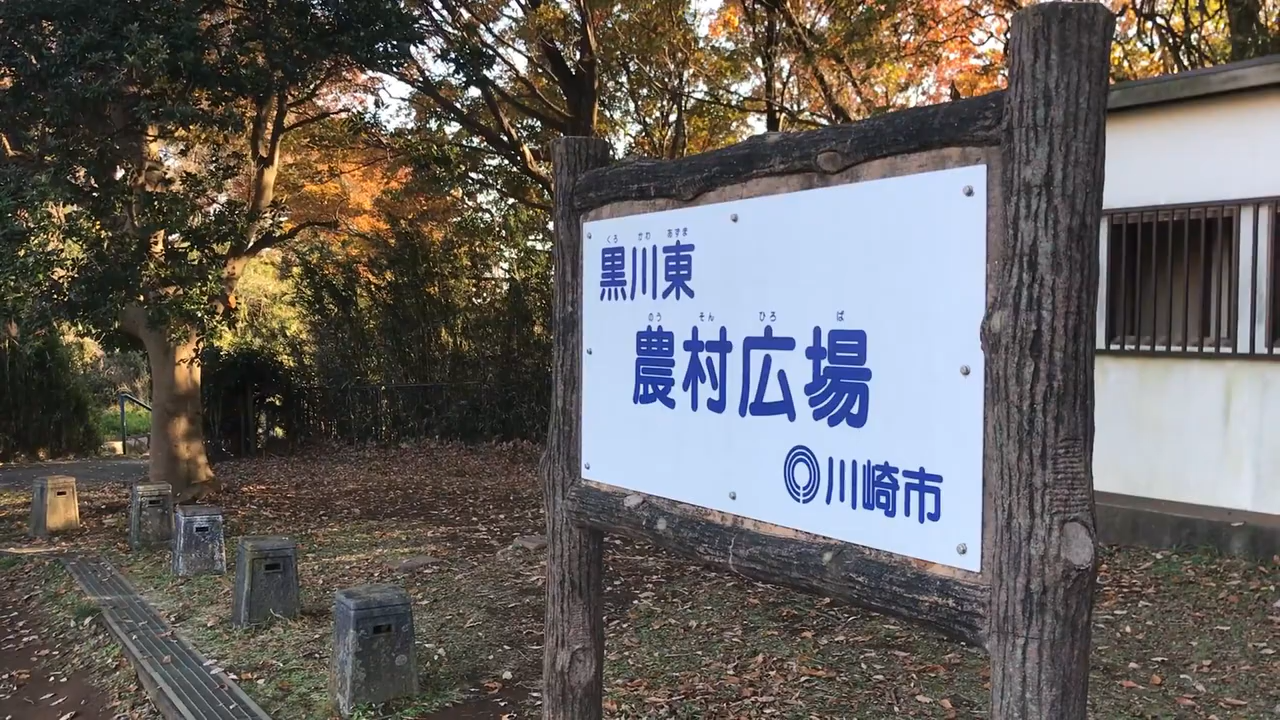 くろ かわ あずま
黒川東
のう そん ひろ ば
農村広場
川崎市